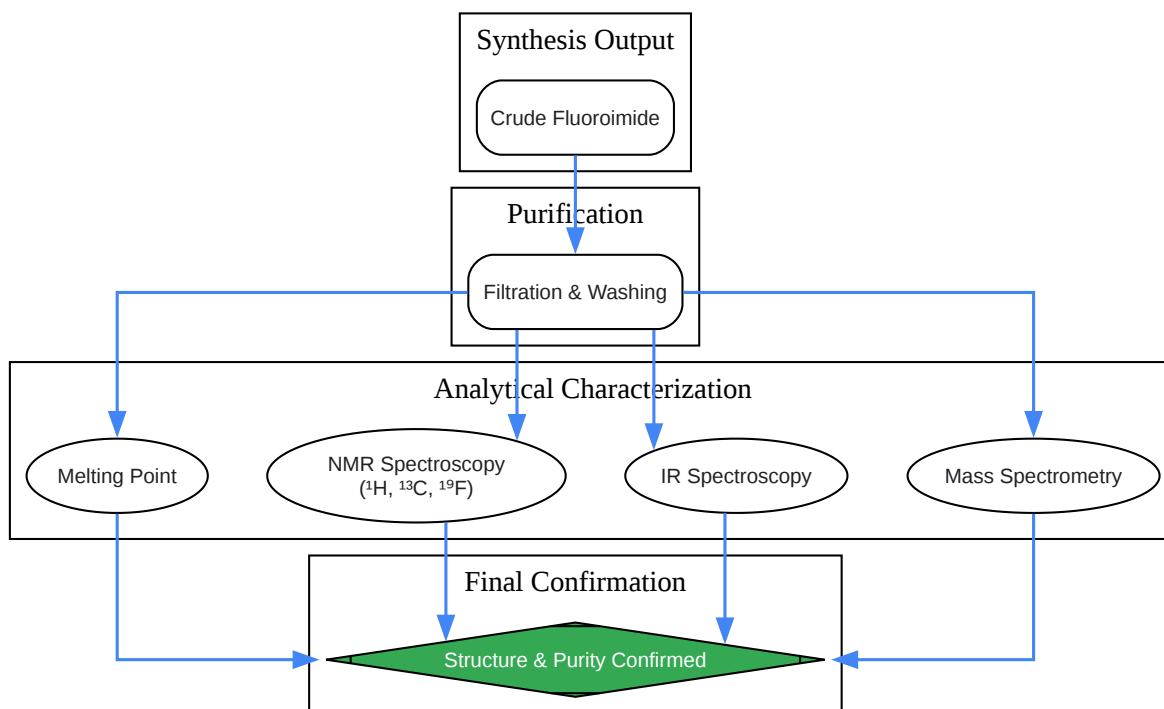 Synthesis Output
Crude Fluoroimide
Purification
Filtration & Washing
Analytical Characterization
Melting Point
NMR Spectroscopy
(¹H, ¹³C, ¹⁹F)
IR Spectroscopy
Mass Spectrometry
Final Confirmation
Structure & Purity Confirmed